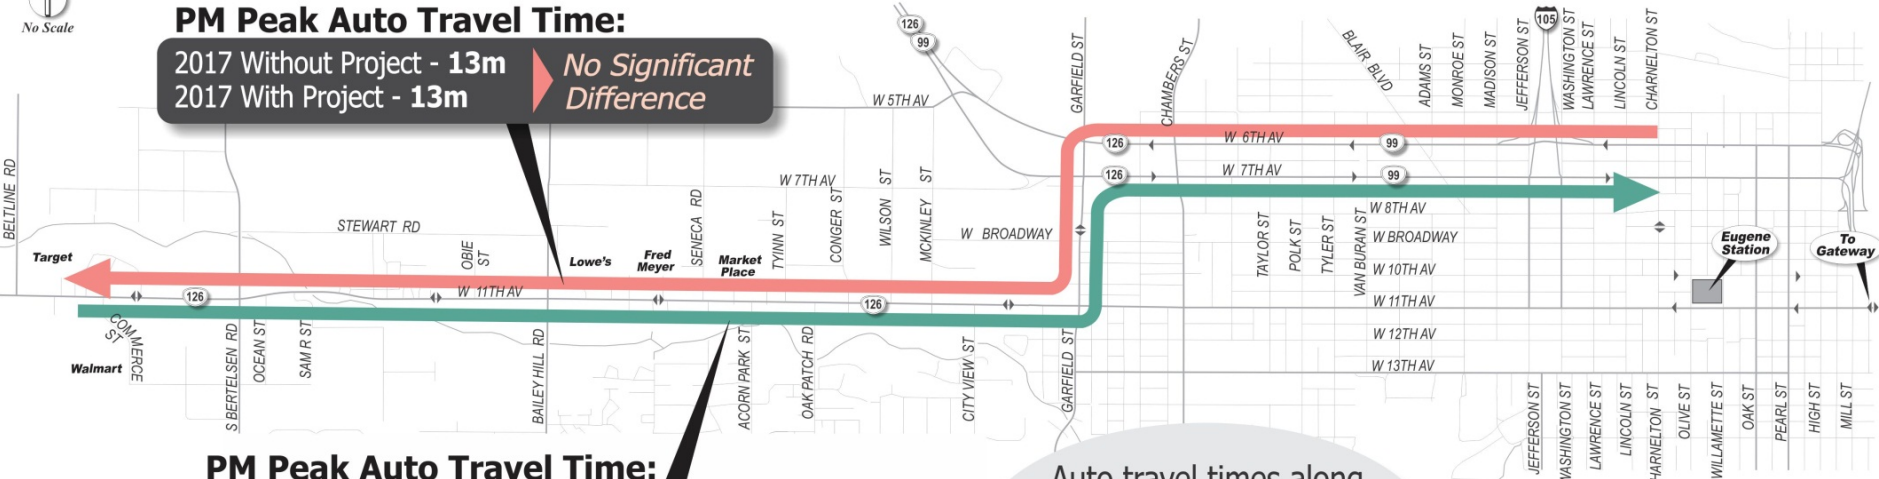 No Scale
PM Peak Auto Travel Time:
2017 Without Project - 13m
2017 With Project - 13m
No Significant
Difference
126
99
105
BELTLINE RD
W 5TH AV
GARFIELD ST
CHAMBERS ST
BLAIR BLVD
ADAMS ST
MONROE ST
MADISON ST
JEFFERSON ST
WASHINGTON ST
LAWRENCE ST
LINCOLN ST
CHARNELTON ST
126
W 6TH AV
99
126
W 7TH AV
99
W 7TH AV
STEWART RD
OBIE
ST
SENECA RD
TYINN ST
CONGER ST
WILSON ST
MCKINLEY ST
W BROADWAY
TAYLOR ST
POLK ST
TYLER ST
VAN BURAN ST
W 8TH AV
W BROADWAY
W 10TH AV
W 11TH AV
W 12TH AV
W 13TH AV
Eugene
Station
To
Gateway
Target
Lowe's
Fred
Meyer
Market
Place
126
W 11TH AV
126
COMMERCE
ST
Walmart
S BERTELSEN RD
OCEAN ST
SAM R ST
BAILEY HILL RD
ACORN PARK ST
OAK PATCH RD
CITY VIEW ST
GARFIELD ST
JEFFERSON ST
WASHINGTON ST
LAWRENCE ST
LINCOLN ST
HARNELTON ST
OLIVE ST
WILLAMETTE ST
OAK ST
PEARL ST
HIGH ST
MILL ST
PM Peak Auto Travel Time:
Auto travel times along